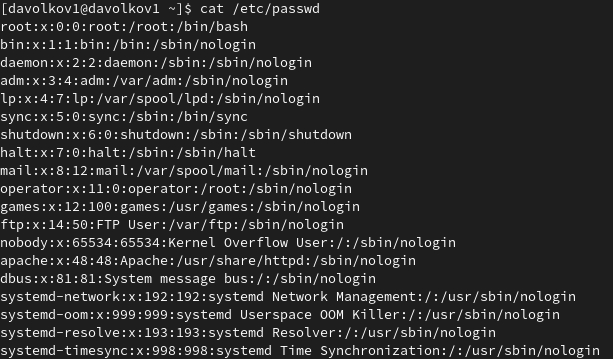 [davolkov1@davolkov1 ~]$ cat /etc/passwd
root:x:0:0:root:/root:/bin/bash
bin:x:1:1:bin:/bin:/sbin/nologin
daemon:x:2:2:daemon:/sbin:/sbin/nologin
adm:x:3:4:adm:/var/adm:/sbin/nologin
lp:x:4:7:lp:/var/spool/lpd:/sbin/nologin
sync:x:5:0:sync:/sbin:/bin/sync
shutdown:x:6:0:shutdown:/sbin:/sbin/shutdown
halt:x:7:0:halt:/sbin:/sbin/halt
mail:x:8:12:mail:/var/spool/mail:/sbin/nologin
operator:x:11:0:operator:/root:/sbin/nologin
games:x:12:100:games:/usr/games:/sbin/nologin
ftp:x:14:50:FTP User:/var/ftp:/sbin/nologin
nobody:x:65534:65534:Kernel Overflow User:/:/sbin/nologin
apache:x:48:48:Apache:/usr/share/httpd:/sbin/nologin
dbus:x:81:81:System message bus:/:/sbin/nologin
systemd-network:x:192:192:systemd Network Management:/:/usr/sbin/nologin
systemd-oom:x:999:999:systemd Userspace OOM Killer:/:/usr/sbin/nologin
systemd-resolve:x:193:193:systemd Resolver:/:/usr/sbin/nologin
systemd-timesync:x:998:998:systemd Time Synchronization:/:/usr/sbin/nologin